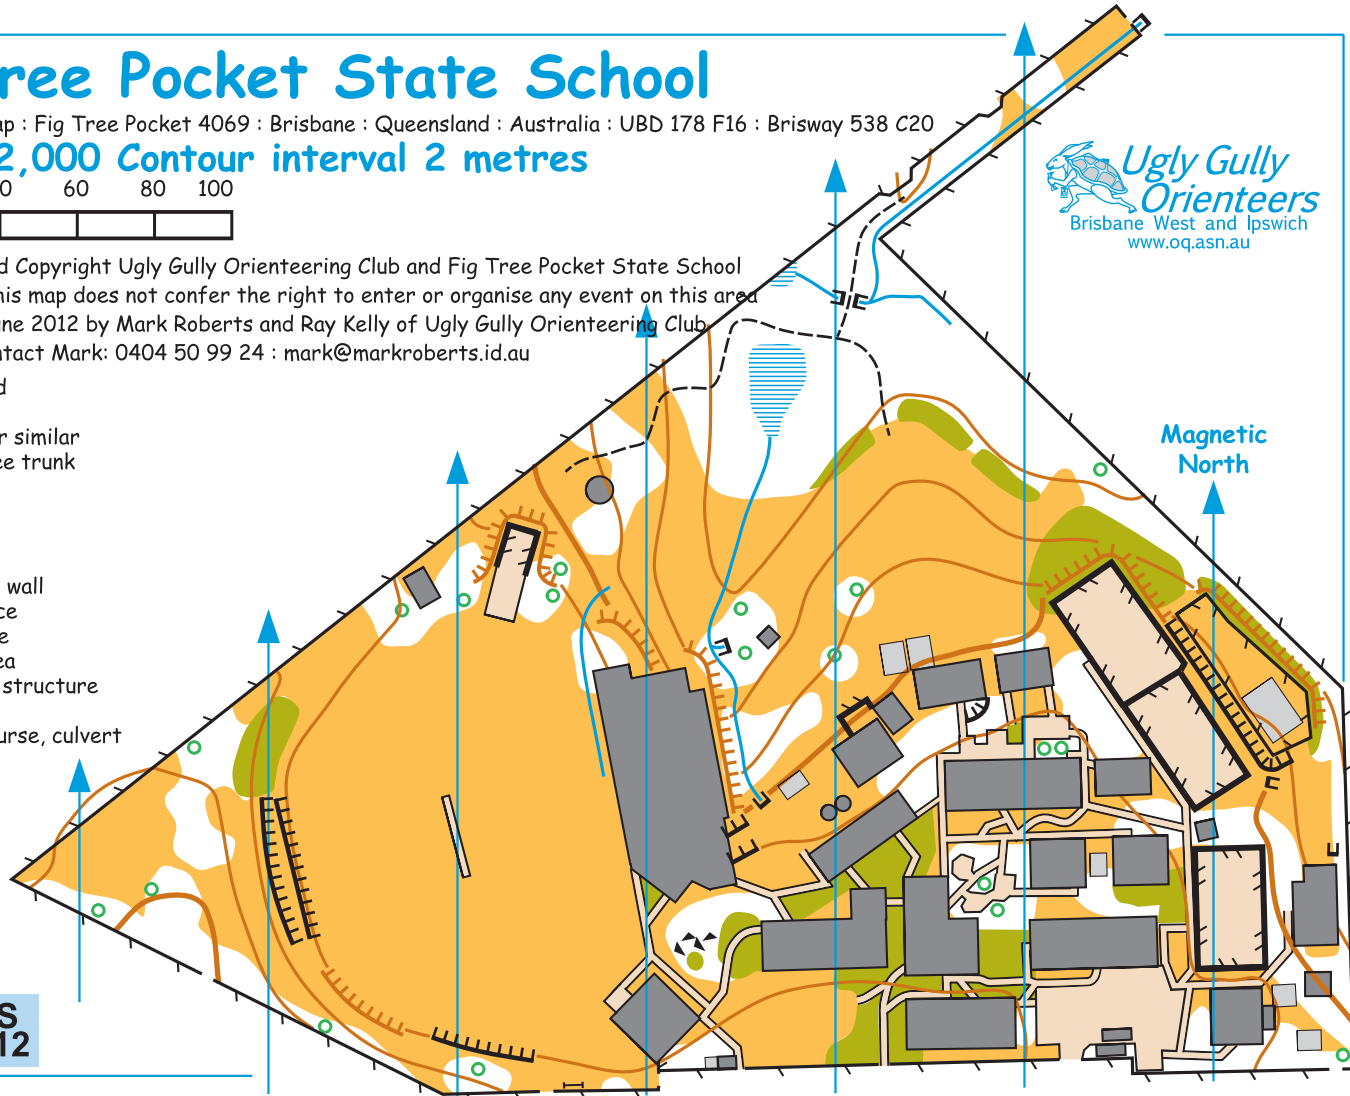 ree Pocket State School
ap : Fig Tree Pocket 4069 : Brisbane : Queensland : Australia : UBD 178 F16 : Brisway 538 C20
2,000 Contour interval 2 metres
0 60 80 100
d Copyright Ugly Gully Orienteering Club and Fig Tree Pocket State School
his map does not confer the right to enter or organise any event on this area
une 2012 by Mark Roberts and Ray Kelly of Ugly Gully Orienteering Club
ntact Mark: 0404 50 99 24 : mark@markroberts.id.au
d
r similar
ee trunk
wall
ce
e
ea
structure
urse, culvert
S
12
Ugly Gully
Orienteers
Brisbane West and Ipswich
www.oq.asn.au
Magnetic
North